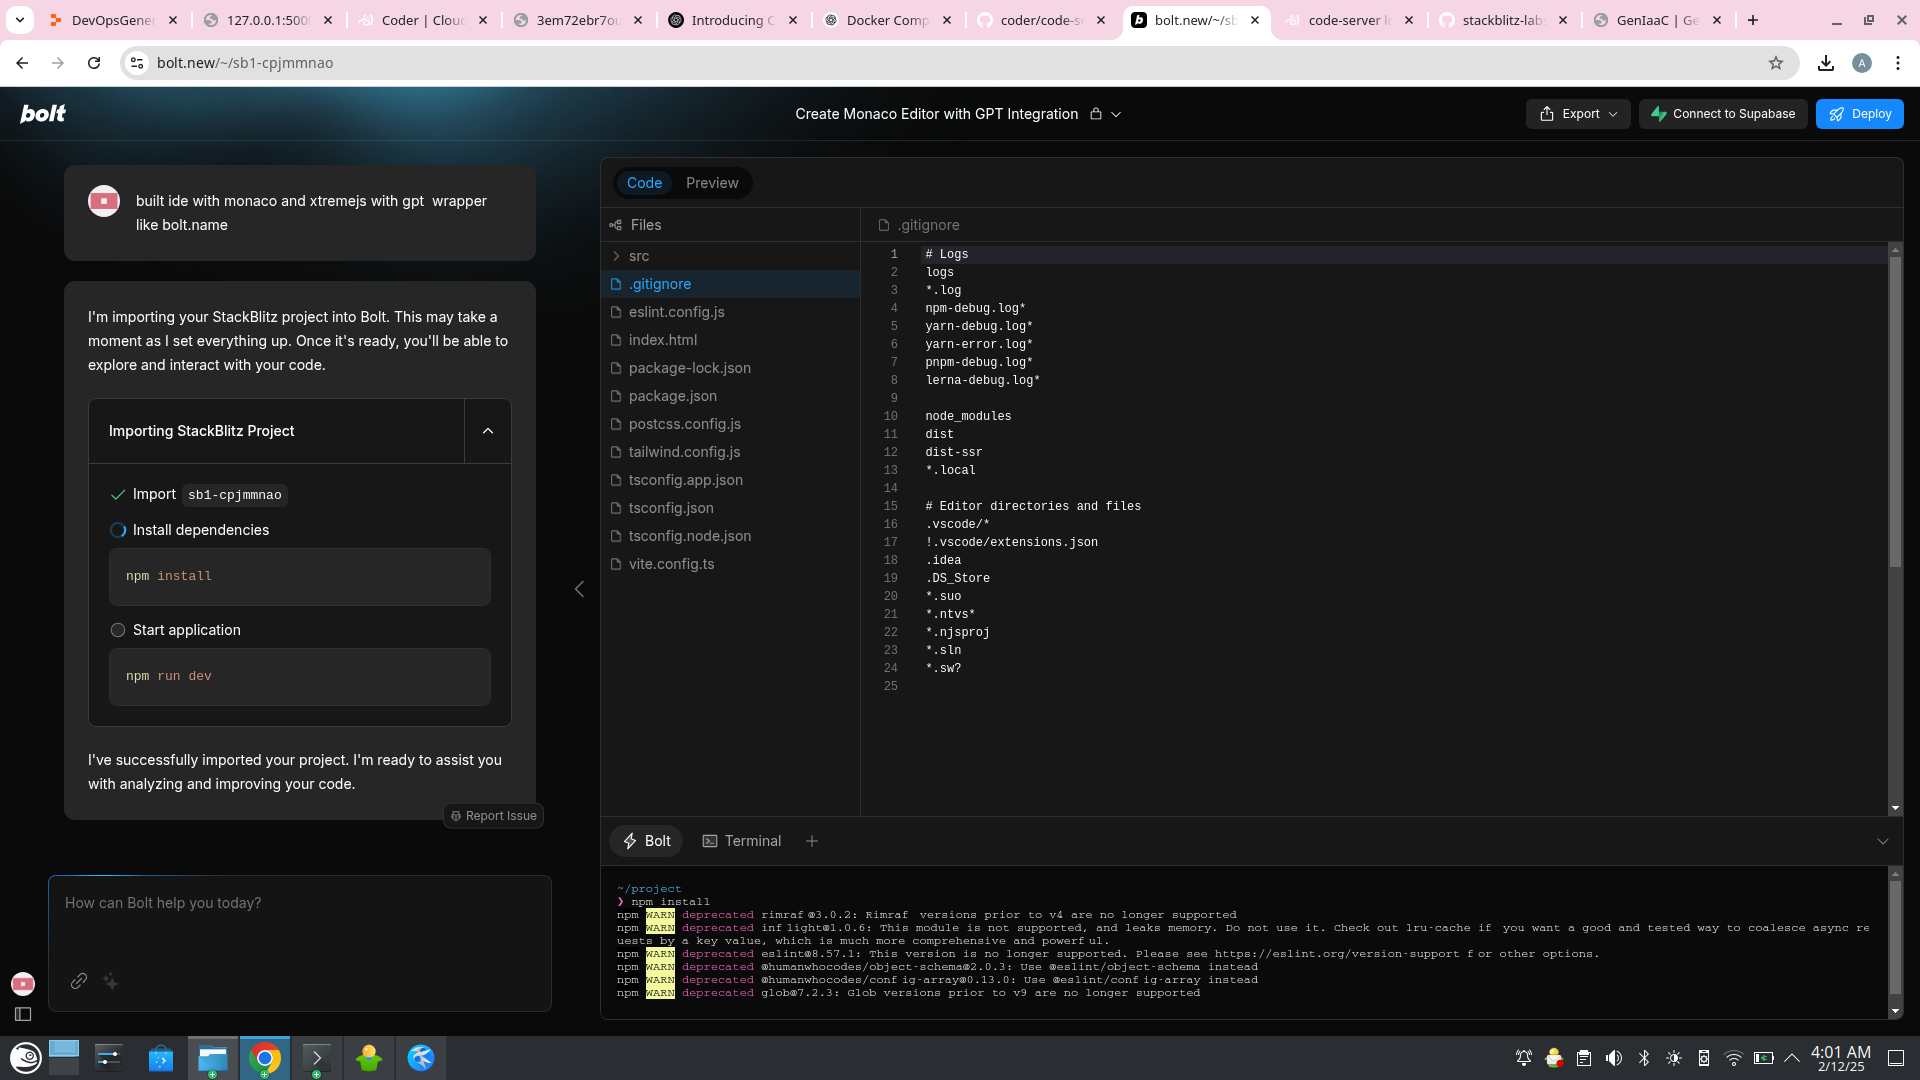 DevOpsGener
127.0.0.1:5000
Coder | Cloud
3em72ebr7ou
Introducing C
Docker Comp
coder/code-se
bolt.new/~/sb
code-server lo
stackblitz-lab
GenIaaC | Ge
bolt.new/~/sb1-cpjmmnao
bolt
Create Monaco Editor with GPT Integration
Export
Connect to Supabase
Deploy
built ide with monaco and xtremejs with gpt wrapper
like bolt.name
I'm importing your StackBlitz project into Bolt. This may take a
moment as I set everything up. Once it's ready, you'll be able to
explore and interact with your code.
Importing StackBlitz Project
Import sb1-cpjmmnao
Install dependencies
npm install
Start application
npm run dev
I've successfully imported your project. I'm ready to assist you
with analyzing and improving your code.
Report Issue
How can Bolt help you today?
Code
Preview
Files
src
.gitignore
eslint.config.js
index.html
package-lock.json
package.json
postcss.config.js
tailwind.config.js
tsconfig.app.json
tsconfig.json
tsconfig.node.json
vite.config.ts
.gitignore
1 # Logs
2 logs
3 *.log
4 npm-debug.log*
5 yarn-debug.log*
6 yarn-error.log*
7 pnpm-debug.log*
8 lerna-debug.log*
9
10 node_modules
11 dist
12 dist-ssr
13 *.local
14
15 # Editor directories and files
16 .vscode/*
17 !.vscode/extensions.json
18 .idea
19 .DS_Store
20 *.suo
21 *.ntvs*
22 *.njsproj
23 *.sln
24 *.sw?
25
Bolt
Terminal
~/project
❯ npm install
npm WARN deprecated rimraf@3.0.2: Rimraf versions prior to v4 are no longer supported
npm WARN deprecated inflight@1.0.6: This module is not supported, and leaks memory. Do not use it. Check out lru-cache if you want a good and tested way to coalesce async re
uests by a key value, which is much more comprehensive and powerful.
npm WARN deprecated eslint@8.57.1: This version is no longer supported. Please see https://eslint.org/version-support for other options.
npm WARN deprecated @humanwhocodes/object-schema@2.0.3: Use @eslint/object-schema instead
npm WARN deprecated @humanwhocodes/config-array@0.13.0: Use @eslint/config-array instead
npm WARN deprecated glob@7.2.3: Glob versions prior to v9 are no longer supported
A
4:01 AM
2/12/25